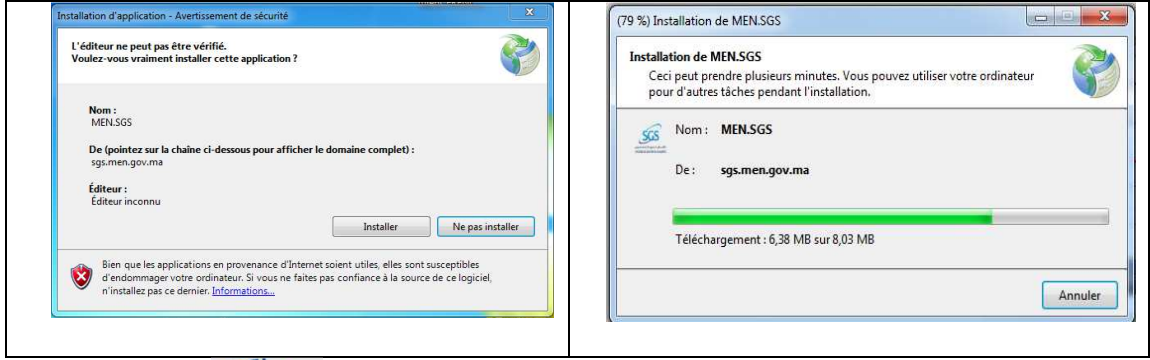 Installation d'application - Avertissement de sécurité
L'éditeur ne peut pas être vérifié.
Voulez-vous vraiment installer cette application ?
Nom :
MEN.SGS
De (pointez sur la chaîne ci-dessous pour afficher le domaine complet) :
sgs.men.gov.ma
Éditeur :
Éditeur inconnu
Installer
Ne pas installer
Bien que les applications en provenance d'Internet soient utiles, elles sont susceptibles
d'endommager votre ordinateur. Si vous ne faites pas confiance à la source de ce logiciel,
n'installez pas ce dernier. Informations...
(79 %) Installation de MEN.SGS
Installation de MEN.SGS
Ceci peut prendre plusieurs minutes. Vous pouvez utiliser votre ordinateur
pour d'autres tâches pendant l'installation.
SGS
Nom : MEN.SGS
De : sgs.men.gov.ma
Téléchargement : 6,38 MB sur 8,03 MB
Annuler